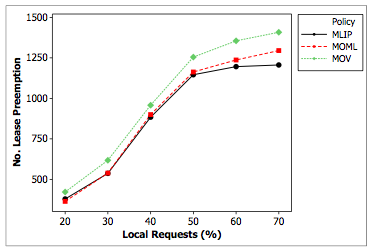 Policy
MLIP
MOML
MOV
No. Lease Preemption
1500
1250
1000
750
500
20 30 40 50 60 70
Local Requests (%)